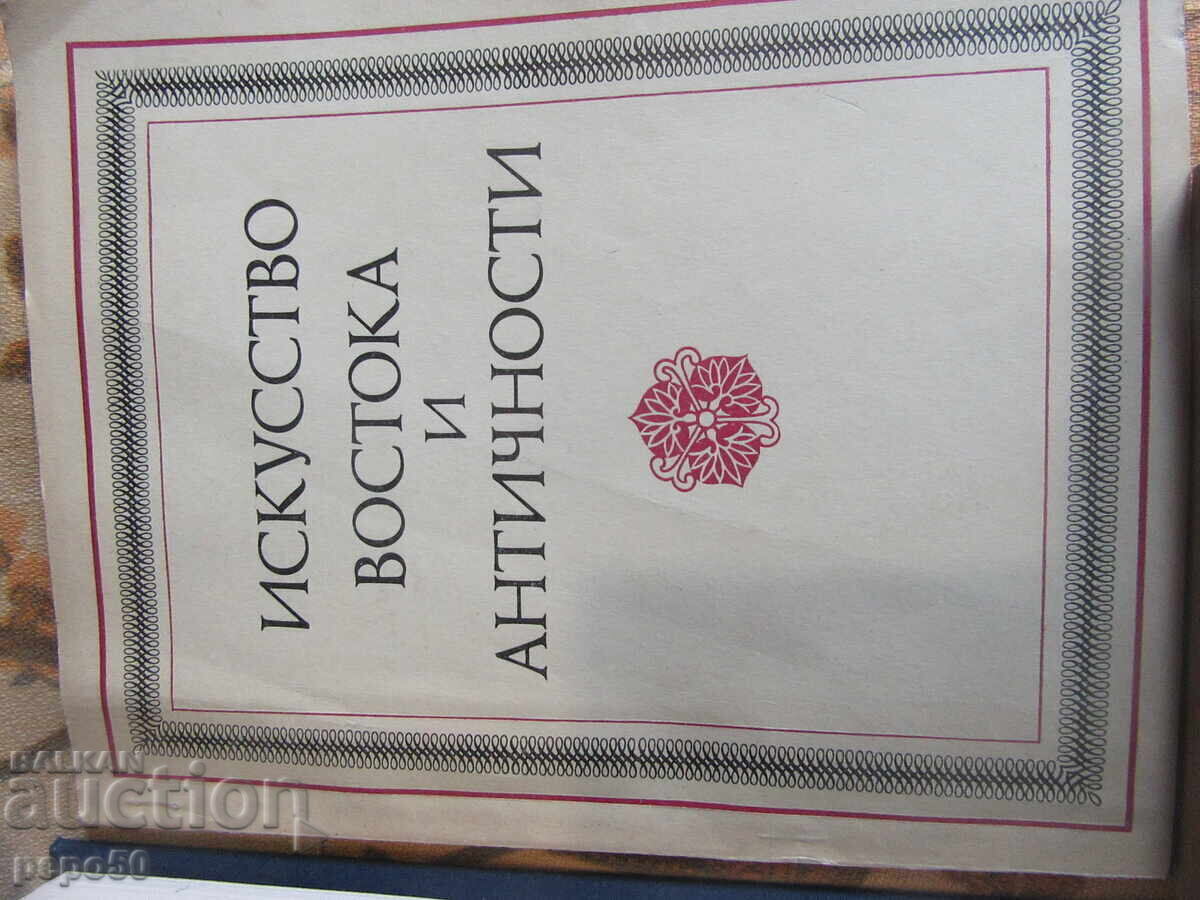 ИСКУССТВО
ВОСТОКА
И
АНТИЧНОСТИ
BALKAN
auction
pepo50